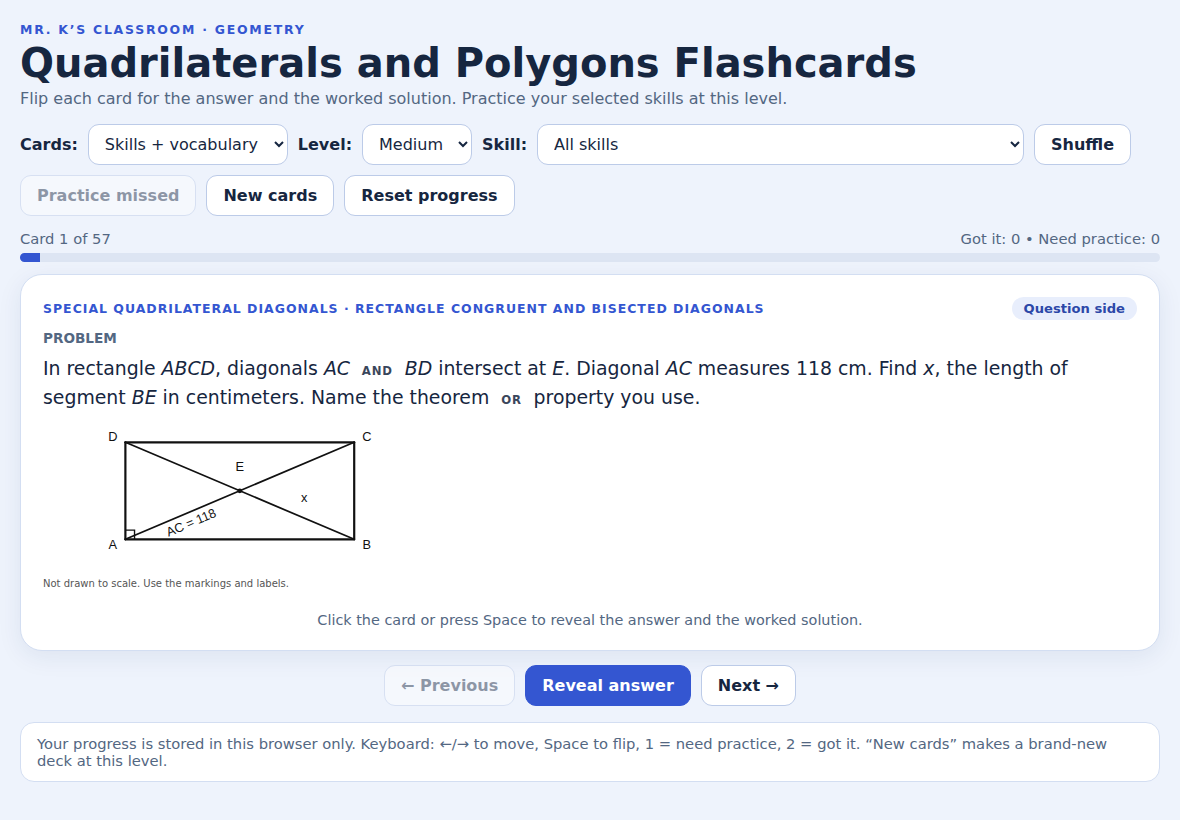 MR. K’S CLASSROOM · GEOMETRY
Quadrilaterals and Polygons Flashcards
Flip each card for the answer and the worked solution. Practice your selected skills at this level.
Cards: Skills + vocabulary Level: Medium Skill: All skills Shuffle
Practice missed New cards Reset progress
Card 1 of 57 Got it: 0 • Need practice: 0
SPECIAL QUADRILATERAL DIAGONALS · RECTANGLE CONGRUENT AND BISECTED DIAGONALS Question side
PROBLEM
In rectangle ABCD, diagonals AC AND BD intersect at E. Diagonal AC measures 118 cm. Find x, the length of
segment BE in centimeters. Name the theorem OR property you use.
D C
E
x
AC = 118
A B
Not drawn to scale. Use the markings and labels.
Click the card or press Space to reveal the answer and the worked solution.
← Previous Reveal answer Next →
Your progress is stored in this browser only. Keyboard: ←/→ to move, Space to flip, 1 = need practice, 2 = got it. “New cards” makes a brand-new
deck at this level.